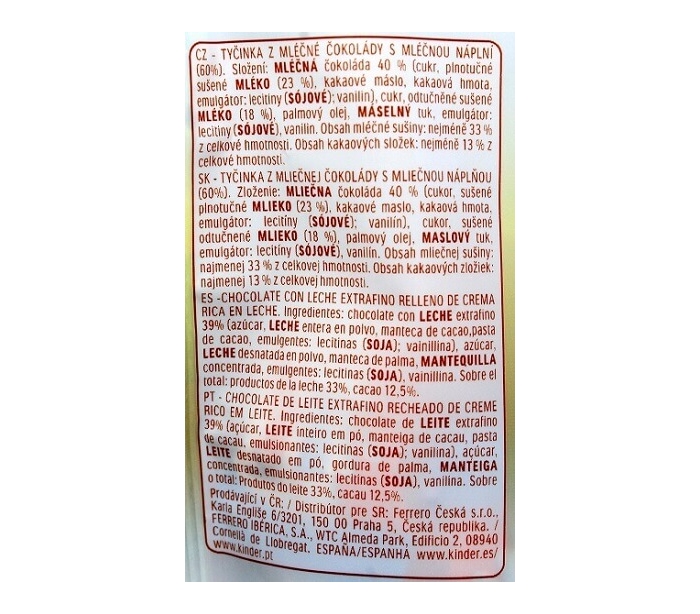 CZ - TYČINKA Z MLÉČNÉ ČOKOLÁDY S MLÉČNOU NÁPLNÍ
(60%). Složení: MLÉČNÁ čokoláda 40 % (cukr, plnotučné
sušené MLÉKO (23 %), kakaové máslo, kakaová hmota,
emulgátor: lecitiny (SÓJOVÉ); vanilin), cukr, odtučněné sušené
MLÉKO (18 %), palmový olej, MÁSELNÝ tuk, emulgátor:
lecitiny (SÓJOVÉ), vanilin. Obsah mléčné sušiny: nejméně 33 %
z celkové hmotnosti. Obsah kakaových složek: nejméně 13 % z
celkové hmotnosti.
SK - TYČINKA Z MLIEČNEJ ČOKOLÁDY S MLIEČNOU NÁPLŇOU
(60%). Zloženie: MLIEČNA čokoláda 40 % (cukor, sušené
plnotučné MLIEKO (23 %), kakaové maslo, kakaová hmota,
emulgátor: lecitíny (SÓJOVÉ); vanilín), cukor, sušené
odtučnené MLIEKO (18 %), palmový olej, MASLOVÝ tuk,
emulgátor: lecitíny (SÓJOVÉ), vanilín. Obsah mliečnej sušiny:
najmenej 33 % z celkovej hmotnosti. Obsah kakaových zložiek:
najmenej 13 % z celkovej hmotnosti.
ES -CHOCOLATE CON LECHE EXTRAFINO RELLENO DE CREMA
RICA EN LECHE. Ingredientes: chocolate con LECHE extrafino
39% (azúcar, LECHE entera en polvo, manteca de cacao,pasta
de cacao, emulgentes: lecitinas (SOJA); vainillina), azúcar,
LECHE desnatada en polvo, manteca de palma, MANTEQUILLA
concentrada, emulgentes: lecitinas (SOJA), vainillina. Sobre el
total: productos de la leche 33%, cacao 12,5%.
PT - CHOCOLATE DE LEITE EXTRAFINO RECHEADO DE CREME
RICO EM LEITE. Ingredientes: chocolate de LEITE extrafino
39% (açúcar, LEITE inteiro em pó, manteiga de cacau, pasta
de cacau, emulsionantes: lecitinas (SOJA); vanilina), açúcar,
LEITE desnatado em pó, gordura de palma, MANTEIGA
concentrada, emulsionantes: lecitinas (SOJA), vanilina. Sobre
o total: Produtos do leite 33%, cacau 12,5%.
Prodávající v ČR: / Distribútor pre SR: Ferrero Česká s.r.o.,
Karla Engliše 6/3201, 150 00 Praha 5, Česká republika. /
FERRERO IBÉRICA, S.A., WTC Almeda Park, Edificio 2, 08940
Cornellà de Llobregat, ESPAÑA/ESPANHA www.kinder.es/
www.kinder.pt